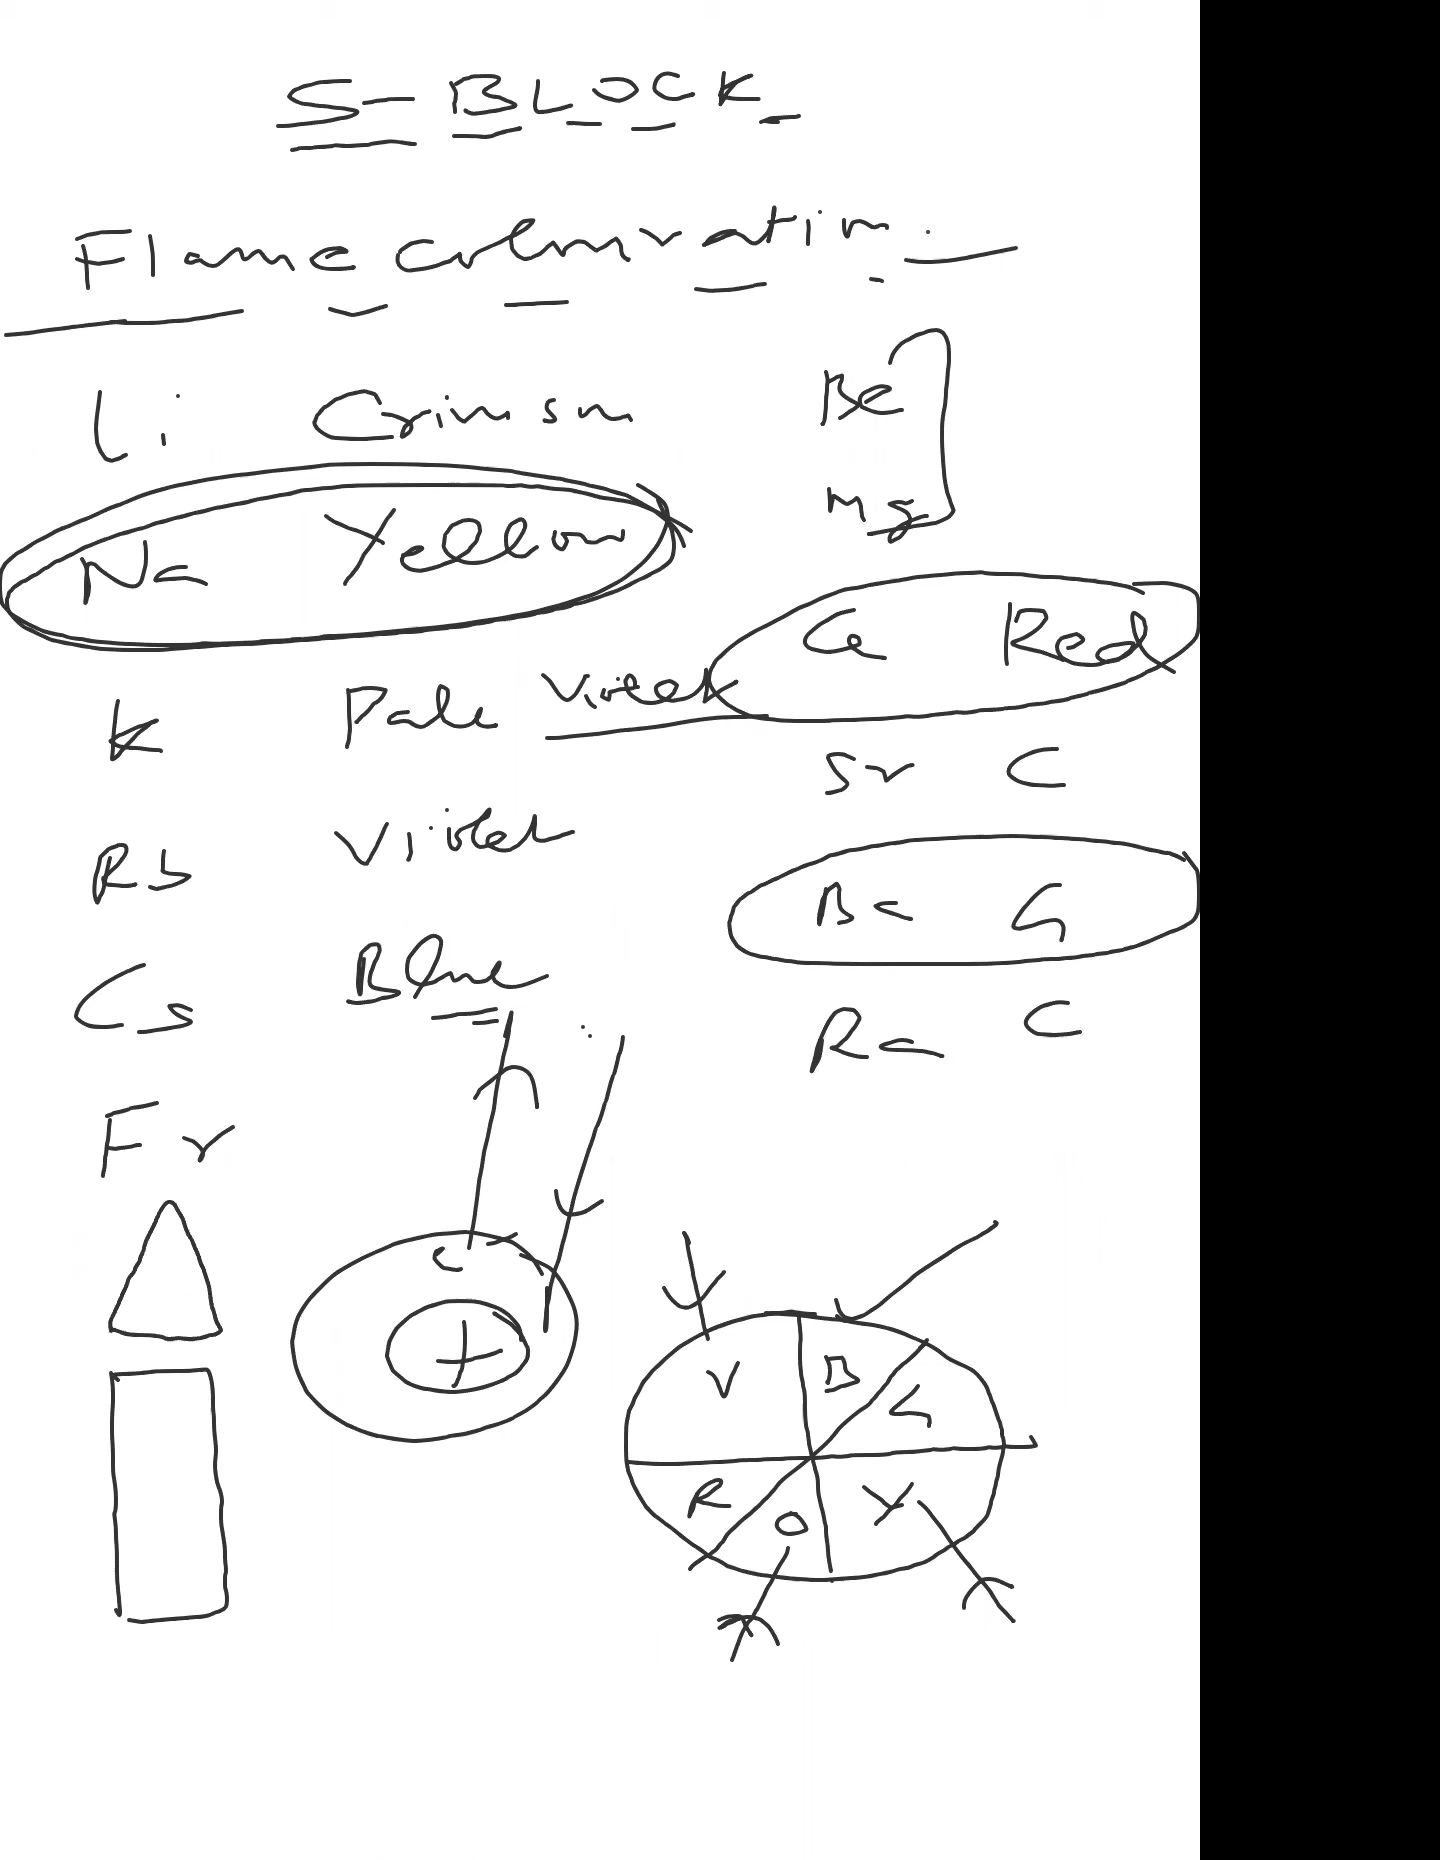 S-BLOCK
Flame colouration.
Li Crimson
Be
Mg
Na Yellow
Ca Red
K Pale Violet
Sr C
Rb Violet
Ba G
Cs Blue
Ra C
Fr
e
+
V B G
R O Y